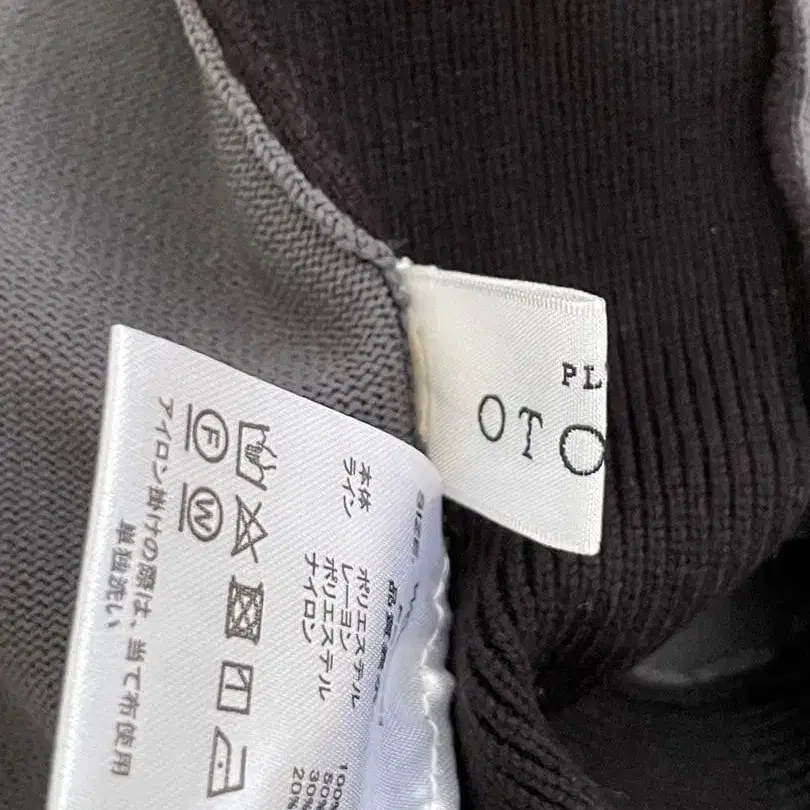 PL
OTO
SIZE
本体 ポリエステル 100%
ライン レーヨン 50%
ポリエステル 30%
ナイロン 20%
W
F
アイロン掛けの際は、当て布使用
単独洗い